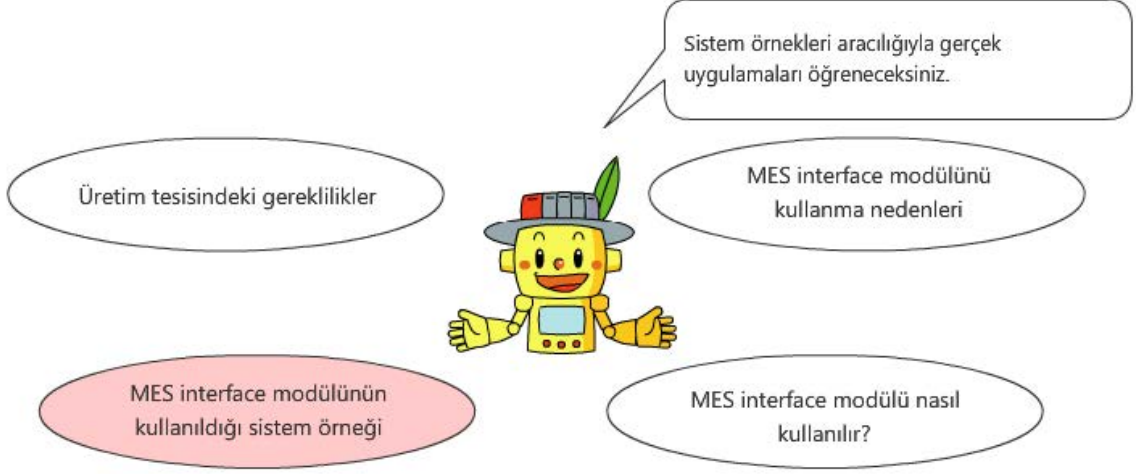 Sistem örnekleri aracılığıyla gerçek
uygulamaları öğreneceksiniz.
Üretim tesisindeki gereklilikler
MES interface modülünü
kullanma nedenleri
MES interface modülünün
kullanıldığı sistem örneği
MES interface modülü nasıl
kullanılır?